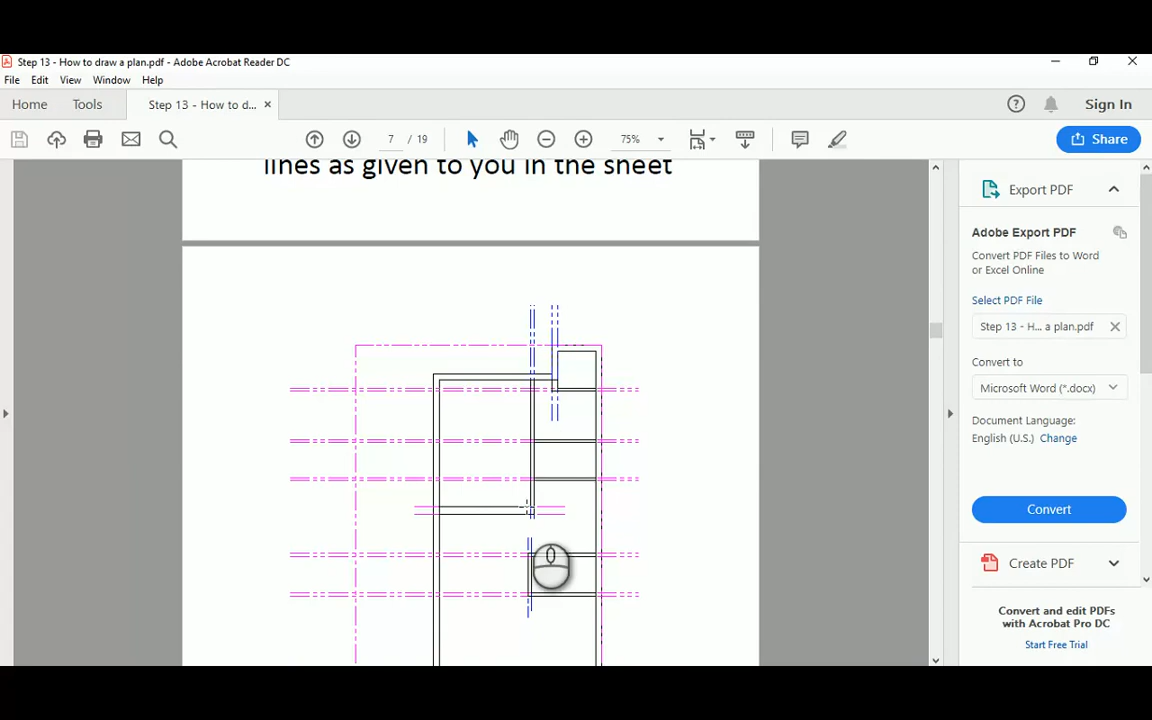 Step 13 - How to draw a plan.pdf - Adobe Acrobat Reader DC
File Edit View Window Help
Home Tools Step 13 - How to d... × Sign In
7 / 19 75% Share
lines as given to you in the sheet
Export PDF
Adobe Export PDF
Convert PDF Files to Word
or Excel Online
Select PDF File
Step 13 - H... a plan.pdf
Convert to
Microsoft Word (*.docx)
Document Language:
English (U.S.) Change
Convert
Create PDF
Convert and edit PDFs
with Acrobat Pro DC
Start Free Trial